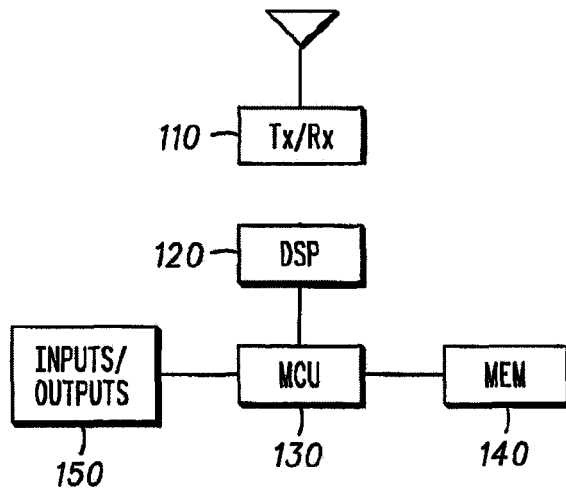 110
Tx/Rx
120
DSP
INPUTS/
OUTPUTS
MCU
MEM
150
130
140